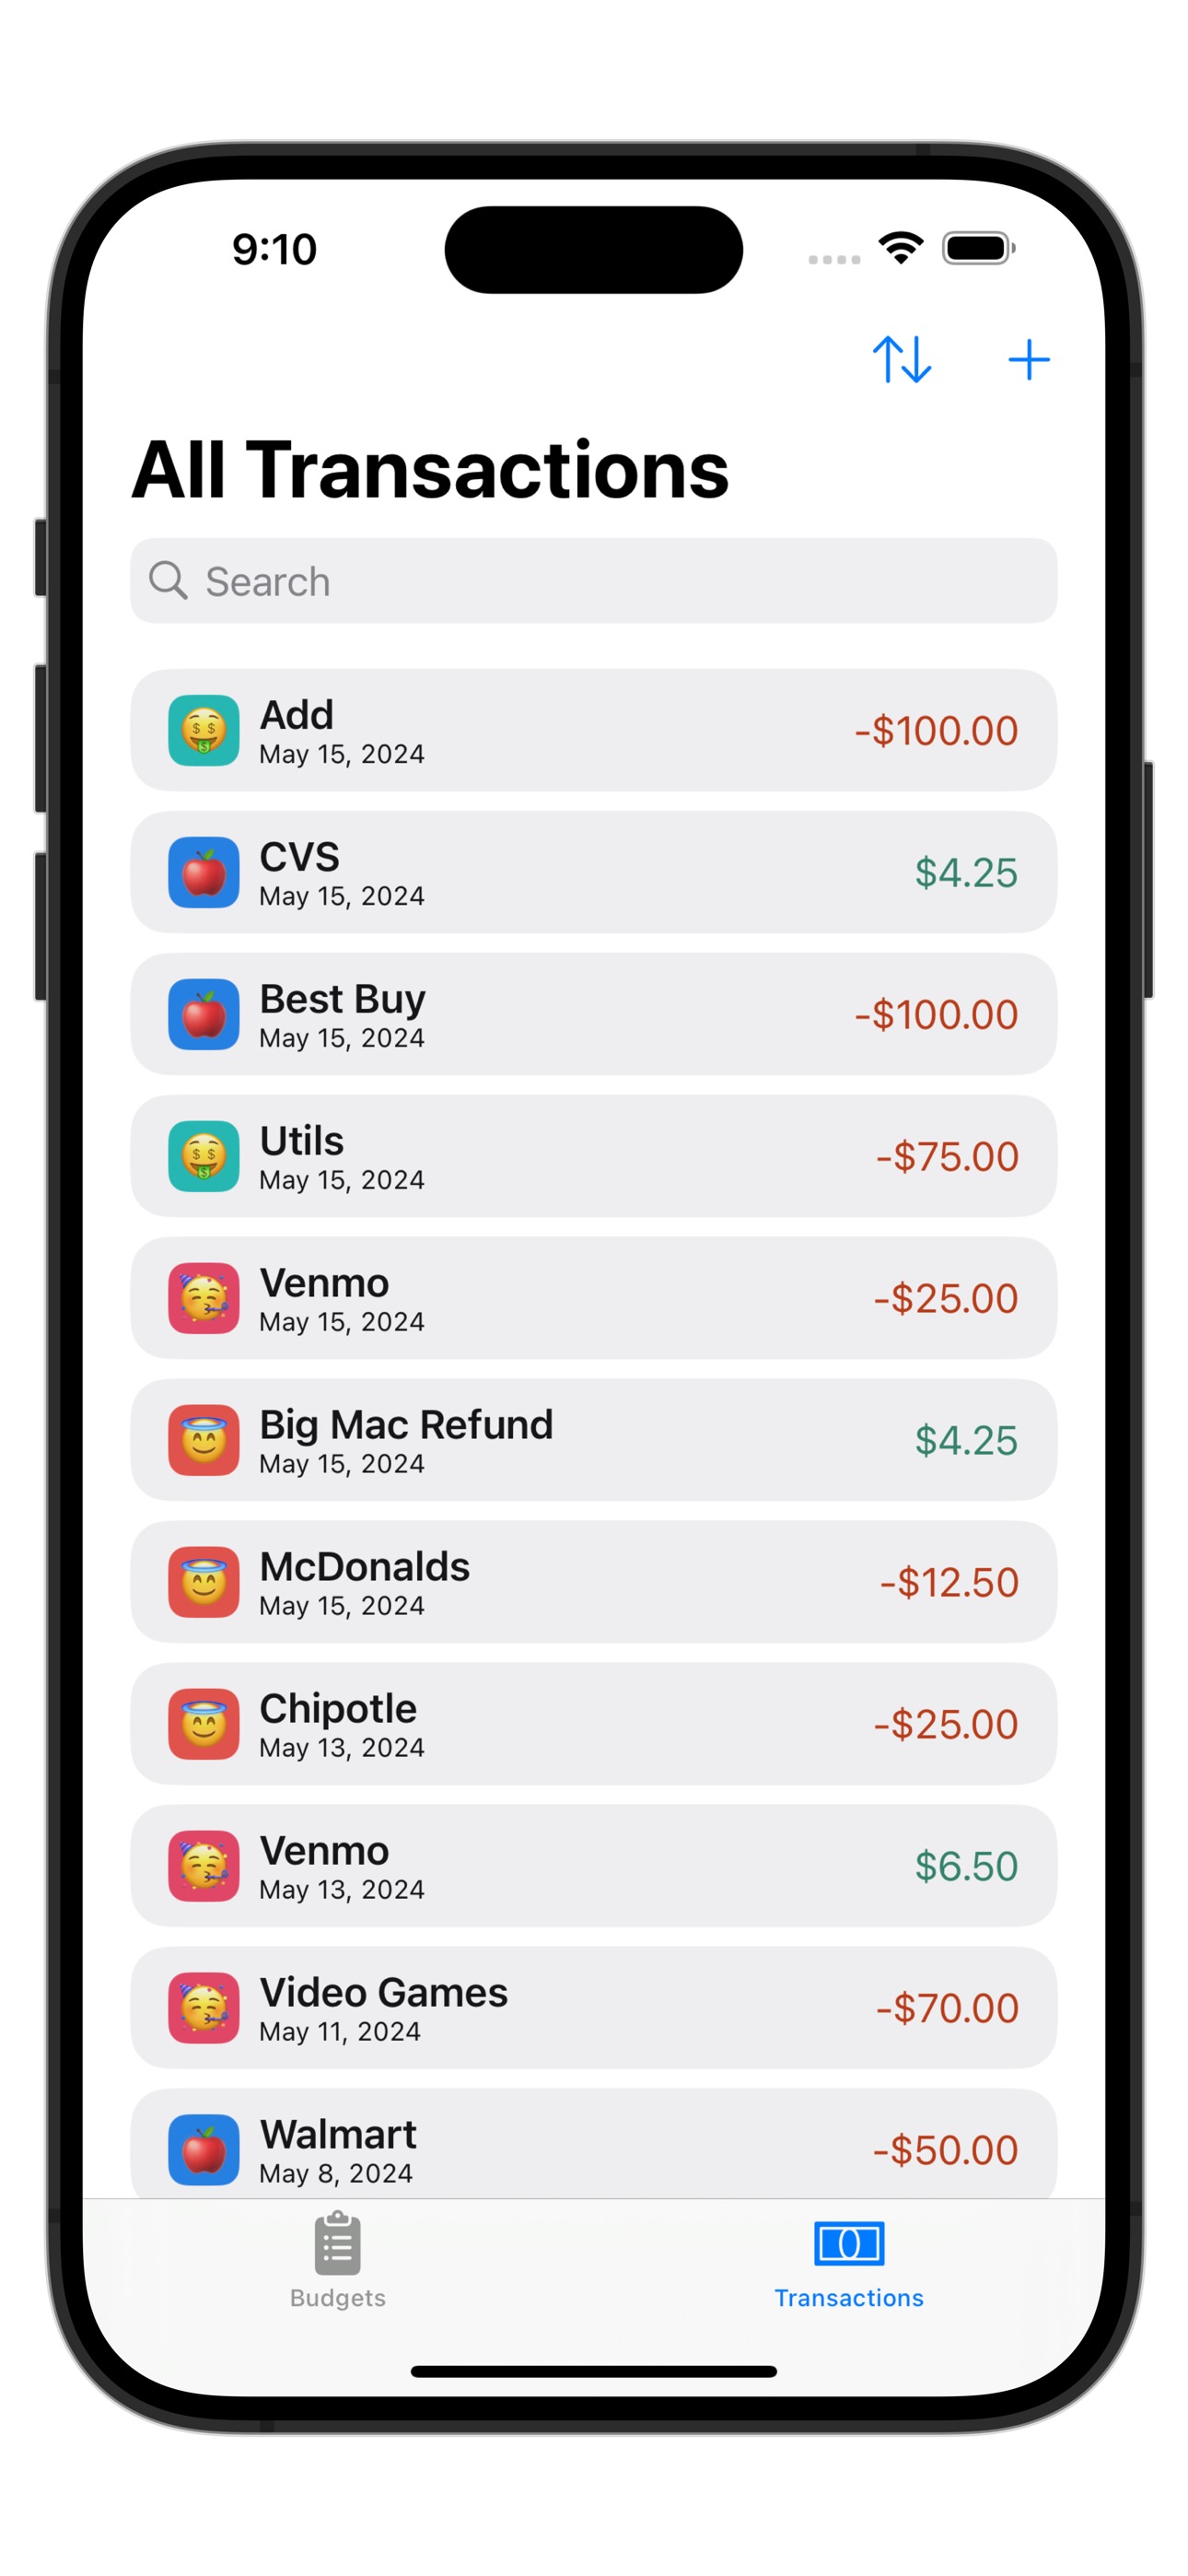 9:10
All Transactions
Search
Add
May 15, 2024
-$100.00
CVS
May 15, 2024
$4.25
Best Buy
May 15, 2024
-$100.00
Utils
May 15, 2024
-$75.00
Venmo
May 15, 2024
-$25.00
Big Mac Refund
May 15, 2024
$4.25
McDonalds
May 15, 2024
-$12.50
Chipotle
May 13, 2024
-$25.00
Venmo
May 13, 2024
$6.50
Video Games
May 11, 2024
-$70.00
Walmart
May 8, 2024
-$50.00
Budgets
Transactions